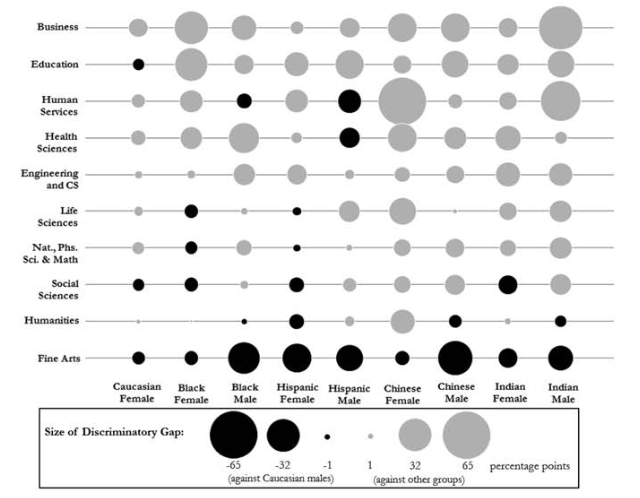 Business
Education
Human
Services
Health
Sciences
Engineering
and CS
Life
Sciences
Nat., Phs.
Sci. & Math
Social
Sciences
Humanities
Fine Arts
Caucasian Female
Black Female
Black Male
Hispanic Female
Hispanic Male
Chinese Female
Chinese Male
Indian Female
Indian Male
Size of Discriminatory Gap:
-65 -32 -1 1 32 65 percentage points
(against Caucasian males) (against other groups)